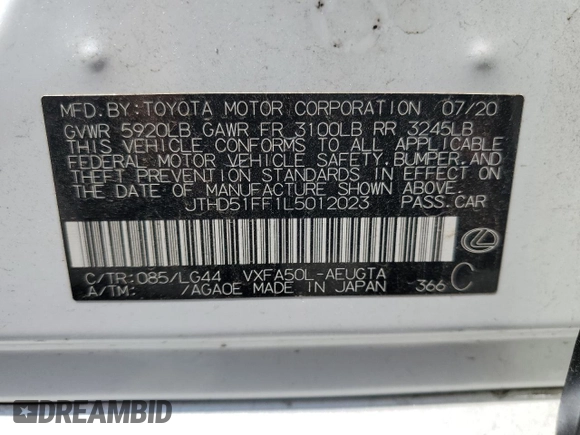 MFD. BY: TOYOTA MOTOR CORPORATION 07/20
GVWR 5920LB GAWR FR 3100LB RR 3245LB
THIS VEHICLE CONFORMS TO ALL APPLICABLE
FEDERAL MOTOR VEHICLE SAFETY, BUMPER, AND
THEFT PREVENTION STANDARDS IN EFFECT ON
THE DATE OF MANUFACTURE SHOWN ABOVE.
JTHD51FF1L5012023 PASS. CAR
C/TR: 085/LG44 VXFA50L-AEUGTA
A/TM: /AGA0E MADE IN JAPAN 366 C
DREAMBID